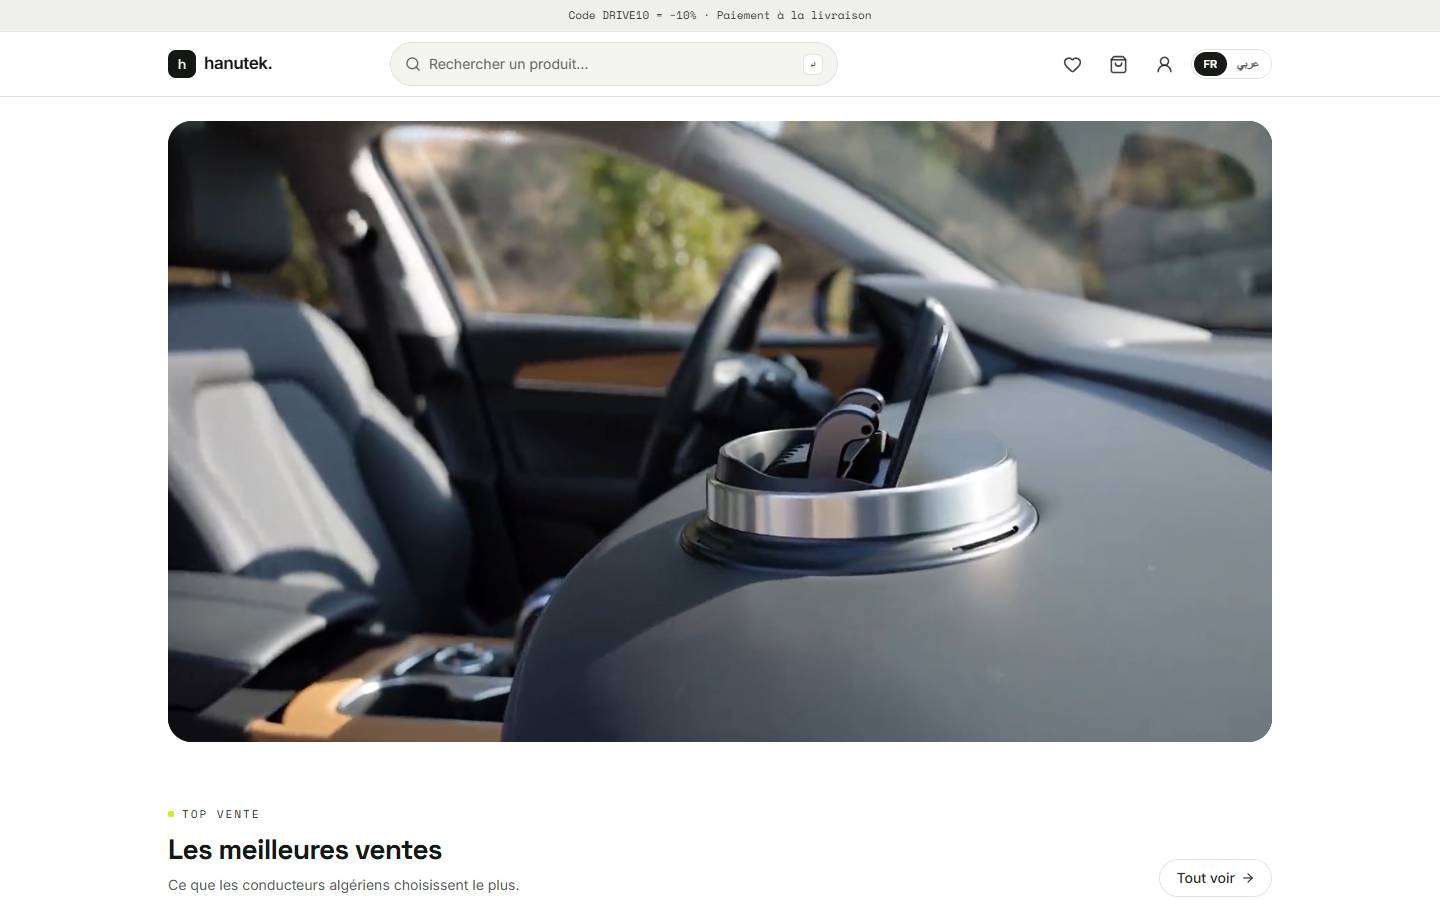 Code DRIVE10 = -10% · Paiement à la livraison
h hanutek.
Rechercher un produit...
FR عربي
TOP VENTE
Les meilleures ventes
Ce que les conducteurs algériens choisissent le plus.
Tout voir →